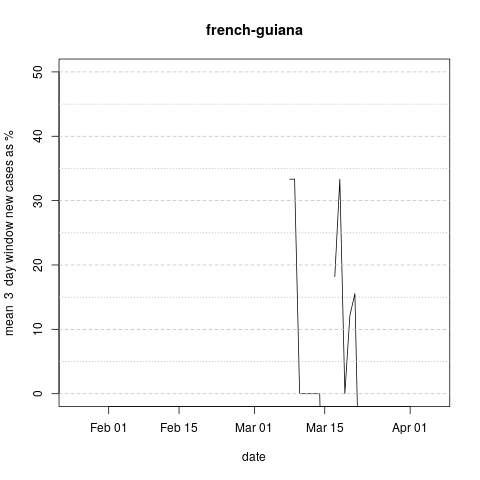 french-guiana
mean  3  day window new cases as %
50
40
30
20
10
0
Feb 01
Feb 15
Mar 01
Mar 15
Apr 01
date